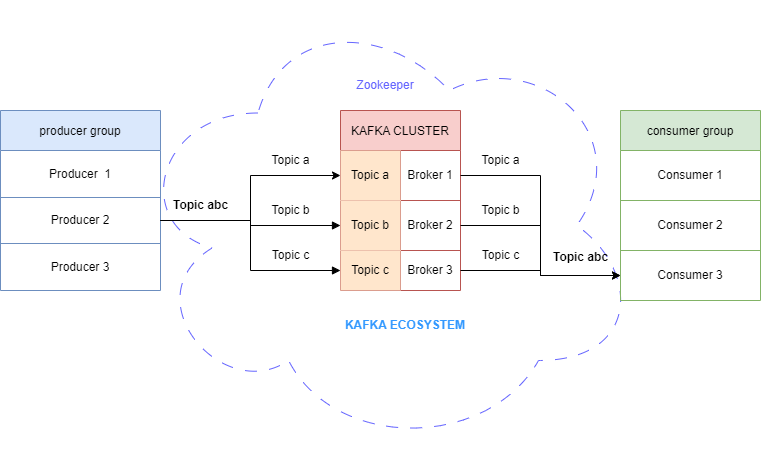 Zookeeper
producer group
KAFKA CLUSTER
consumer group
Producer 1
Topic a
Topic a
Broker 1
Topic a
Consumer 1
Topic abc
Producer 2
Topic b
Topic b
Broker 2
Topic b
Consumer 2
Producer 3
Topic c
Topic c
Broker 3
Topic c
Topic abc
Consumer 3
KAFKA ECOSYSTEM